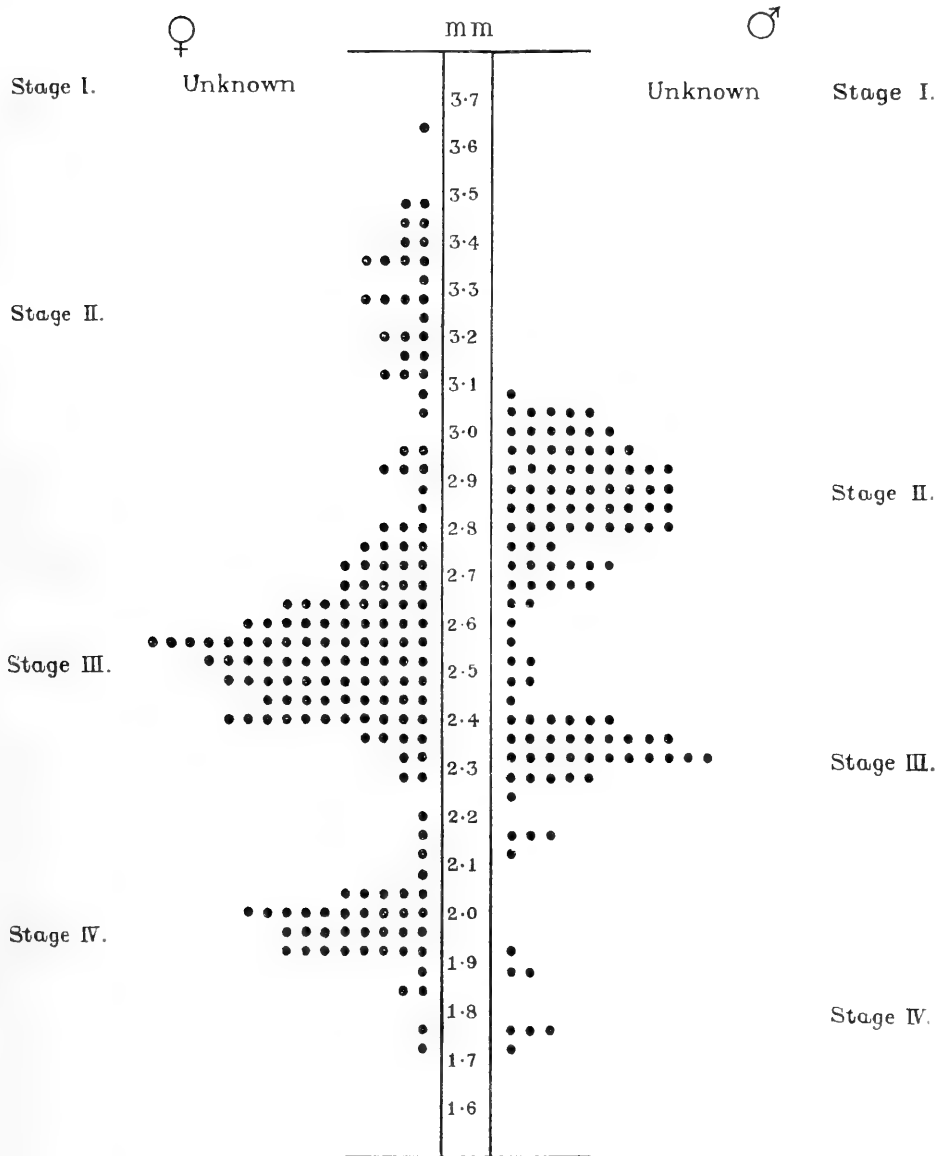 ♀ mm ♂
Stage I. Unknown Unknown Stage I.
3·7
3·6
3·5
3·4
3·3
Stage II.
3·2
3·1
3·0
2·9
Stage II.
2·8
2·7
2·6
Stage III.
2·5
2·4
2·3
Stage III.
2·2
2·1
2·0
Stage IV.
1·9
1·8
Stage IV.
1·7
1·6